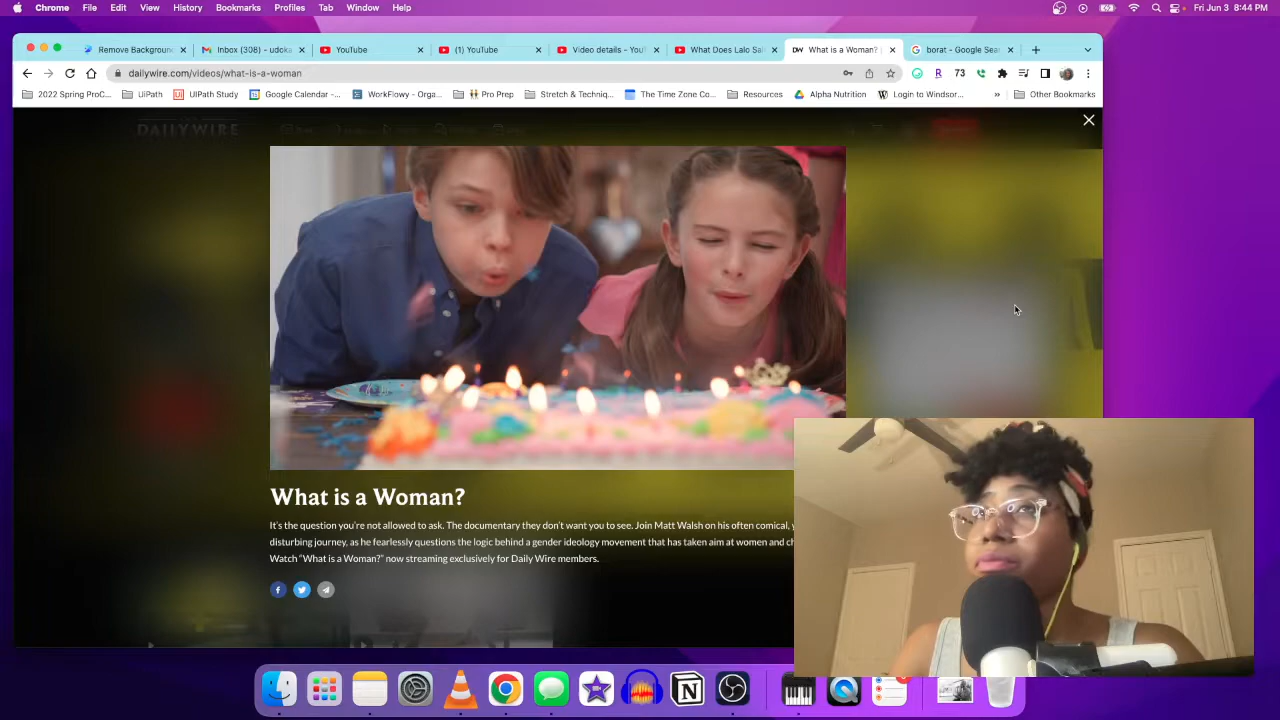 Chrome File Edit View History Bookmarks Profiles Tab Window Help
Fri Jun 3 8:44 PM
Remove Background
Inbox (308) - udoka
YouTube
(1) YouTube
Video details - You
What Does Lalo Sal
DW What is a Woman?
borat - Google Sea
dailywire.com/videos/what-is-a-woman
73
2022 Spring ProC...
UiPath
UIPath Study
Google Calendar -...
WorkFlowy - Orga...
Pro Prep
Stretch & Techniq...
The Time Zone Co...
Resources
Alpha Nutrition
Login to Windsor...
»
Other Bookmarks
DAILYWIRE
What is a Woman?
It's the question you're not allowed to ask. The documentary they don't want you to see. Join Matt Walsh on his often comical,
disturbing journey, as he fearlessly questions the logic behind a gender ideology movement that has taken aim at women and
Watch "What is a Woman?" now streaming exclusively for Daily Wire members.